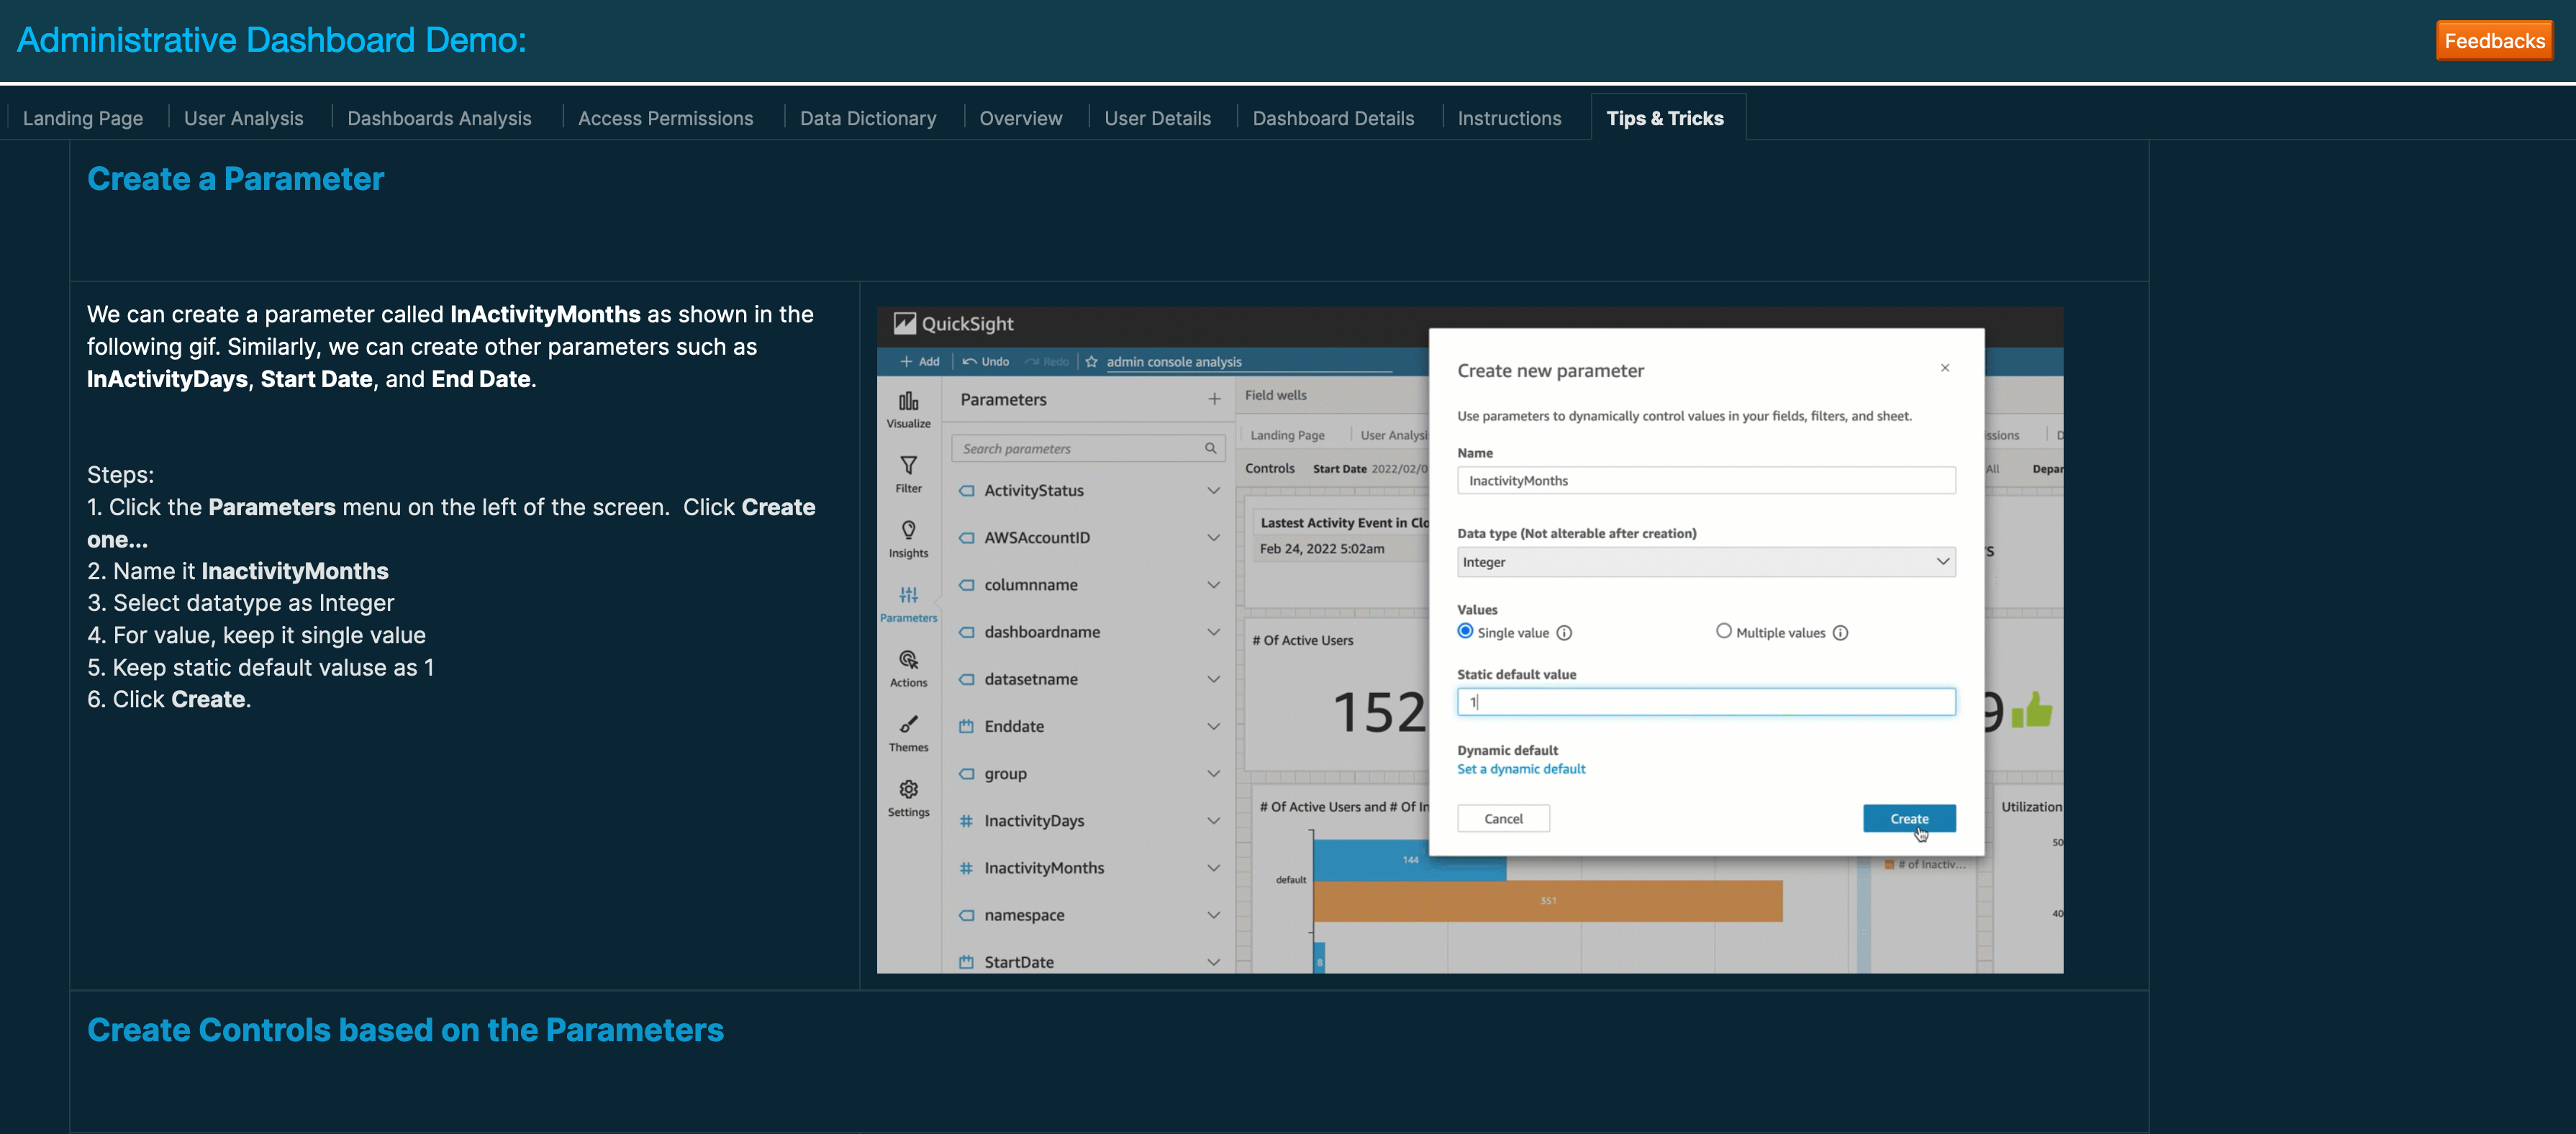 Administrative Dashboard Demo:
Feedbacks
Landing Page
User Analysis
Dashboards Analysis
Access Permissions
Data Dictionary
Overview
User Details
Dashboard Details
Instructions
Tips & Tricks
Create a Parameter
We can create a parameter called InActivityMonths as shown in the
following gif. Similarly, we can create other parameters such as
InActivityDays, Start Date, and End Date.
Steps:
1. Click the Parameters menu on the left of the screen.  Click Create
one...
2. Name it InactivityMonths
3. Select datatype as Integer
4. For value, keep it single value
5. Keep static default valuse as 1
6. Click Create.
QuickSight
Add
Undo
Redo
admin console analysis
Visualize
Filter
Insights
Parameters
Actions
Themes
Settings
Parameters
Search parameters
ActivityStatus
AWSAccountID
columnname
dashboardname
datasetname
Enddate
group
InactivityDays
InactivityMonths
namespace
StartDate
Field wells
Landing Page
User Analysi
ssions
D
Controls
Start Date 2022/02/0
All
Depar
Lastest Activity Event in Clo
Feb 24, 2022 5:02am
's
# Of Active Users
152
9
# Of Active Users and # Of In
Utilization
default
144
351
8
# of Inactiv...
50
40
Create new parameter
Use parameters to dynamically control values in your fields, filters, and sheet.
Name
InactivityMonths
Data type (Not alterable after creation)
Integer
Values
Single value
Multiple values
Static default value
1
Dynamic default
Set a dynamic default
Cancel
Create
Create Controls based on the Parameters